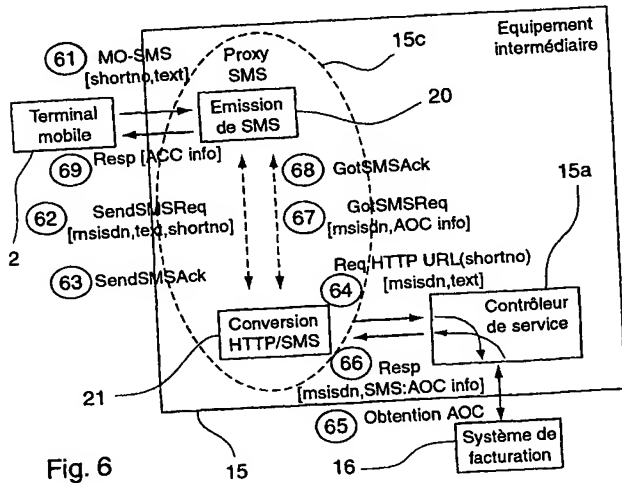 61
MO-SMS
[shortno,text]
Proxy
SMS
15c
Equipement
intermédiaire
Terminal
mobile
Emission
de SMS
20
69
Resp [ACC info]
68
GotSMSAck
15a
62
SendSMSReq
[msisdn,text,shortno]
67
GotSMSReq
[msisdn,AOC info]
2
63
SendSMSAck
64
Req HTTP URL(shortno)
[msisdn,text]
Conversion
HTTP/SMS
Contrôleur
de service
21
66
Resp
[msisdn,SMS:AOC info]
65
Obtention AOC
Fig. 6
15
16
Système de
facturation